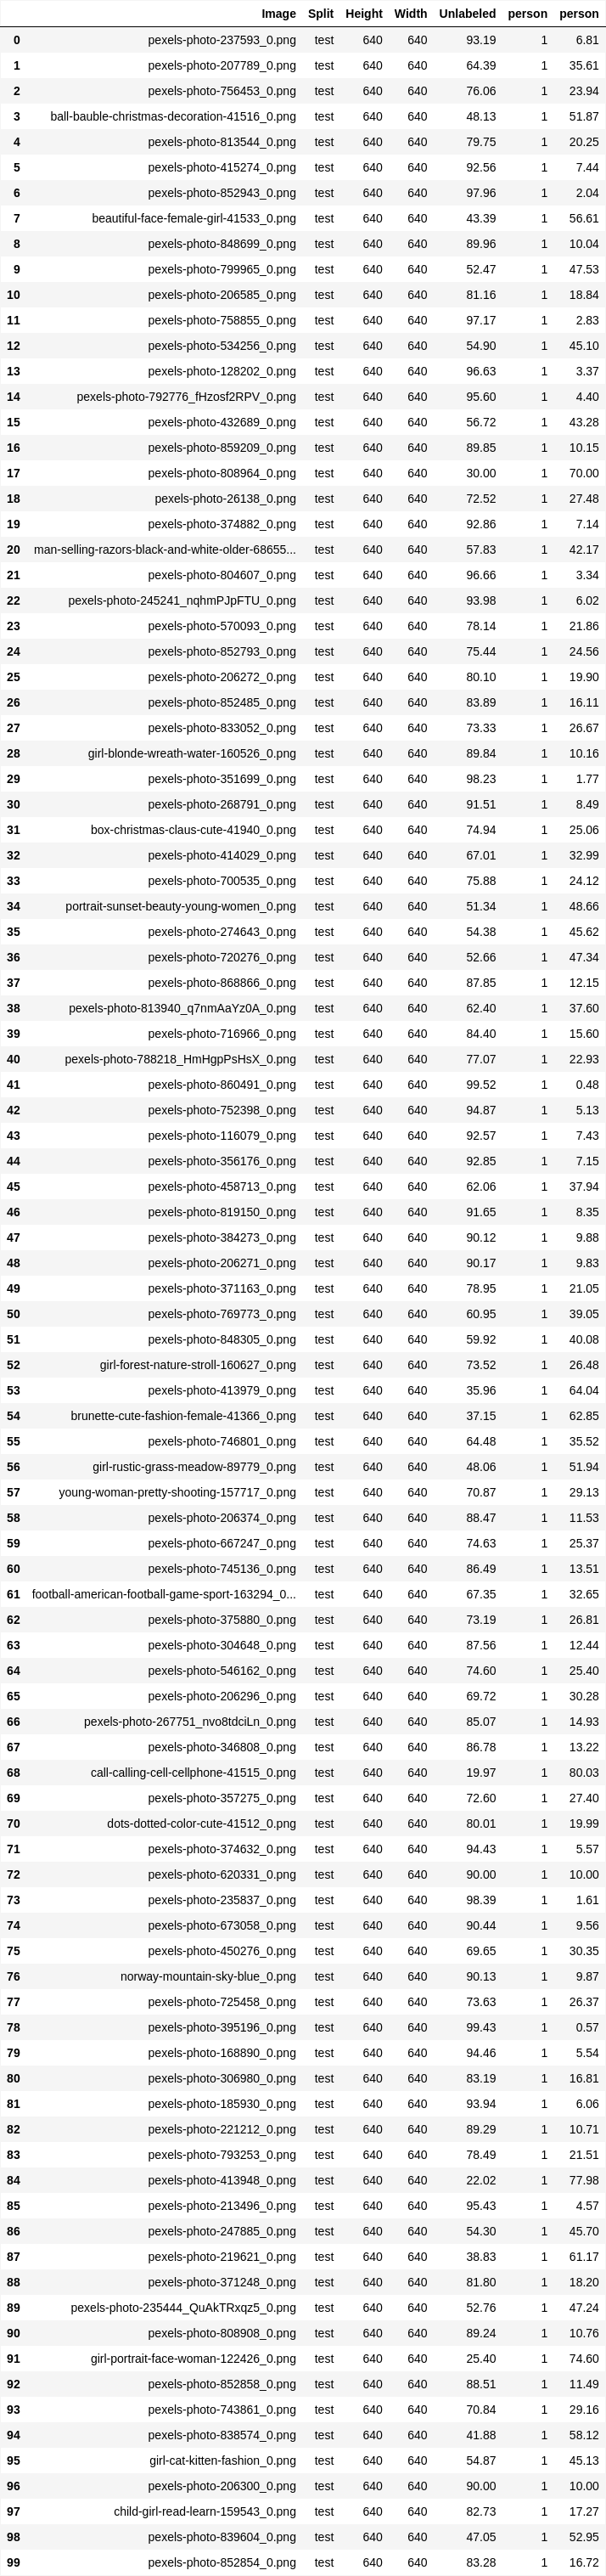 Image Split Height Width Unlabeled person person
0 pexels-photo-237593_0.png test 640 640 93.19 1 6.81
1 pexels-photo-207789_0.png test 640 640 64.39 1 35.61
2 pexels-photo-756453_0.png test 640 640 76.06 1 23.94
3 ball-bauble-christmas-decoration-41516_0.png test 640 640 48.13 1 51.87
4 pexels-photo-813544_0.png test 640 640 79.75 1 20.25
5 pexels-photo-415274_0.png test 640 640 92.56 1 7.44
6 pexels-photo-852943_0.png test 640 640 97.96 1 2.04
7 beautiful-face-female-girl-41533_0.png test 640 640 43.39 1 56.61
8 pexels-photo-848699_0.png test 640 640 89.96 1 10.04
9 pexels-photo-799965_0.png test 640 640 52.47 1 47.53
10 pexels-photo-206585_0.png test 640 640 81.16 1 18.84
11 pexels-photo-758855_0.png test 640 640 97.17 1 2.83
12 pexels-photo-534256_0.png test 640 640 54.90 1 45.10
13 pexels-photo-128202_0.png test 640 640 96.63 1 3.37
14 pexels-photo-792776_fHzosf2RPV_0.png test 640 640 95.60 1 4.40
15 pexels-photo-432689_0.png test 640 640 56.72 1 43.28
16 pexels-photo-859209_0.png test 640 640 89.85 1 10.15
17 pexels-photo-808964_0.png test 640 640 30.00 1 70.00
18 pexels-photo-26138_0.png test 640 640 72.52 1 27.48
19 pexels-photo-374882_0.png test 640 640 92.86 1 7.14
20 man-selling-razors-black-and-white-older-68655... test 640 640 57.83 1 42.17
21 pexels-photo-804607_0.png test 640 640 96.66 1 3.34
22 pexels-photo-245241_nqhmPJpFTU_0.png test 640 640 93.98 1 6.02
23 pexels-photo-570093_0.png test 640 640 78.14 1 21.86
24 pexels-photo-852793_0.png test 640 640 75.44 1 24.56
25 pexels-photo-206272_0.png test 640 640 80.10 1 19.90
26 pexels-photo-852485_0.png test 640 640 83.89 1 16.11
27 pexels-photo-833052_0.png test 640 640 73.33 1 26.67
28 girl-blonde-wreath-water-160526_0.png test 640 640 89.84 1 10.16
29 pexels-photo-351699_0.png test 640 640 98.23 1 1.77
30 pexels-photo-268791_0.png test 640 640 91.51 1 8.49
31 box-christmas-claus-cute-41940_0.png test 640 640 74.94 1 25.06
32 pexels-photo-414029_0.png test 640 640 67.01 1 32.99
33 pexels-photo-700535_0.png test 640 640 75.88 1 24.12
34 portrait-sunset-beauty-young-women_0.png test 640 640 51.34 1 48.66
35 pexels-photo-274643_0.png test 640 640 54.38 1 45.62
36 pexels-photo-720276_0.png test 640 640 52.66 1 47.34
37 pexels-photo-868866_0.png test 640 640 87.85 1 12.15
38 pexels-photo-813940_q7nmAaYz0A_0.png test 640 640 62.40 1 37.60
39 pexels-photo-716966_0.png test 640 640 84.40 1 15.60
40 pexels-photo-788218_HmHgpPsHsX_0.png test 640 640 77.07 1 22.93
41 pexels-photo-860491_0.png test 640 640 99.52 1 0.48
42 pexels-photo-752398_0.png test 640 640 94.87 1 5.13
43 pexels-photo-116079_0.png test 640 640 92.57 1 7.43
44 pexels-photo-356176_0.png test 640 640 92.85 1 7.15
45 pexels-photo-458713_0.png test 640 640 62.06 1 37.94
46 pexels-photo-819150_0.png test 640 640 91.65 1 8.35
47 pexels-photo-384273_0.png test 640 640 90.12 1 9.88
48 pexels-photo-206271_0.png test 640 640 90.17 1 9.83
49 pexels-photo-371163_0.png test 640 640 78.95 1 21.05
50 pexels-photo-769773_0.png test 640 640 60.95 1 39.05
51 pexels-photo-848305_0.png test 640 640 59.92 1 40.08
52 girl-forest-nature-stroll-160627_0.png test 640 640 73.52 1 26.48
53 pexels-photo-413979_0.png test 640 640 35.96 1 64.04
54 brunette-cute-fashion-female-41366_0.png test 640 640 37.15 1 62.85
55 pexels-photo-746801_0.png test 640 640 64.48 1 35.52
56 girl-rustic-grass-meadow-89779_0.png test 640 640 48.06 1 51.94
57 young-woman-pretty-shooting-157717_0.png test 640 640 70.87 1 29.13
58 pexels-photo-206374_0.png test 640 640 88.47 1 11.53
59 pexels-photo-667247_0.png test 640 640 74.63 1 25.37
60 pexels-photo-745136_0.png test 640 640 86.49 1 13.51
61 football-american-football-game-sport-163294_0... test 640 640 67.35 1 32.65
62 pexels-photo-375880_0.png test 640 640 73.19 1 26.81
63 pexels-photo-304648_0.png test 640 640 87.56 1 12.44
64 pexels-photo-546162_0.png test 640 640 74.60 1 25.40
65 pexels-photo-206296_0.png test 640 640 69.72 1 30.28
66 pexels-photo-267751_nvo8tdciLn_0.png test 640 640 85.07 1 14.93
67 pexels-photo-346808_0.png test 640 640 86.78 1 13.22
68 call-calling-cell-cellphone-41515_0.png test 640 640 19.97 1 80.03
69 pexels-photo-357275_0.png test 640 640 72.60 1 27.40
70 dots-dotted-color-cute-41512_0.png test 640 640 80.01 1 19.99
71 pexels-photo-374632_0.png test 640 640 94.43 1 5.57
72 pexels-photo-620331_0.png test 640 640 90.00 1 10.00
73 pexels-photo-235837_0.png test 640 640 98.39 1 1.61
74 pexels-photo-673058_0.png test 640 640 90.44 1 9.56
75 pexels-photo-450276_0.png test 640 640 69.65 1 30.35
76 norway-mountain-sky-blue_0.png test 640 640 90.13 1 9.87
77 pexels-photo-725458_0.png test 640 640 73.63 1 26.37
78 pexels-photo-395196_0.png test 640 640 99.43 1 0.57
79 pexels-photo-168890_0.png test 640 640 94.46 1 5.54
80 pexels-photo-306980_0.png test 640 640 83.19 1 16.81
81 pexels-photo-185930_0.png test 640 640 93.94 1 6.06
82 pexels-photo-221212_0.png test 640 640 89.29 1 10.71
83 pexels-photo-793253_0.png test 640 640 78.49 1 21.51
84 pexels-photo-413948_0.png test 640 640 22.02 1 77.98
85 pexels-photo-213496_0.png test 640 640 95.43 1 4.57
86 pexels-photo-247885_0.png test 640 640 54.30 1 45.70
87 pexels-photo-219621_0.png test 640 640 38.83 1 61.17
88 pexels-photo-371248_0.png test 640 640 81.80 1 18.20
89 pexels-photo-235444_QuAkTRxqz5_0.png test 640 640 52.76 1 47.24
90 pexels-photo-808908_0.png test 640 640 89.24 1 10.76
91 girl-portrait-face-woman-122426_0.png test 640 640 25.40 1 74.60
92 pexels-photo-852858_0.png test 640 640 88.51 1 11.49
93 pexels-photo-743861_0.png test 640 640 70.84 1 29.16
94 pexels-photo-838574_0.png test 640 640 41.88 1 58.12
95 girl-cat-kitten-fashion_0.png test 640 640 54.87 1 45.13
96 pexels-photo-206300_0.png test 640 640 90.00 1 10.00
97 child-girl-read-learn-159543_0.png test 640 640 82.73 1 17.27
98 pexels-photo-839604_0.png test 640 640 47.05 1 52.95
99 pexels-photo-852854_0.png test 640 640 83.28 1 16.72